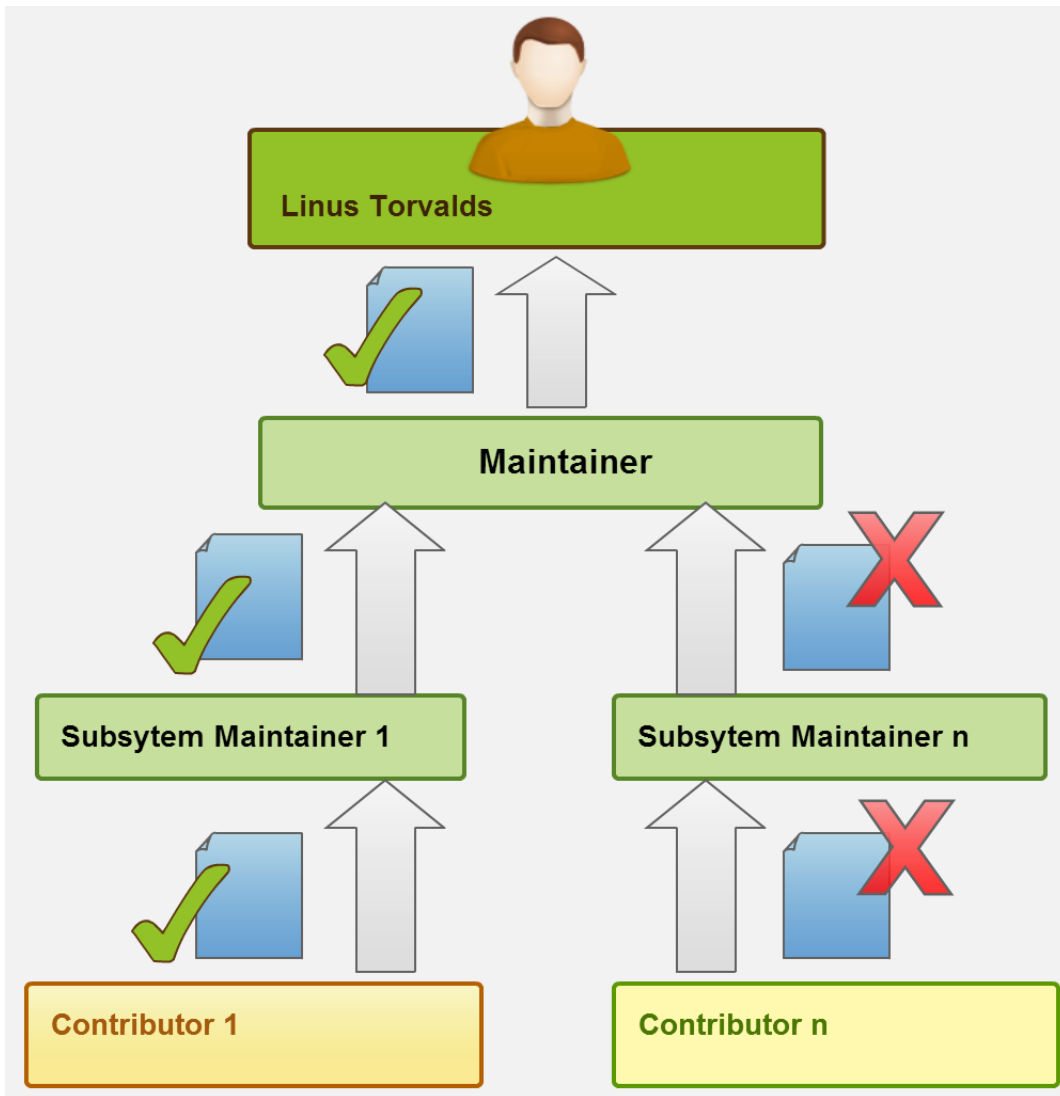 Linus Torvalds
Maintainer
Subsytem Maintainer 1
Subsytem Maintainer n
Contributor 1
Contributor n